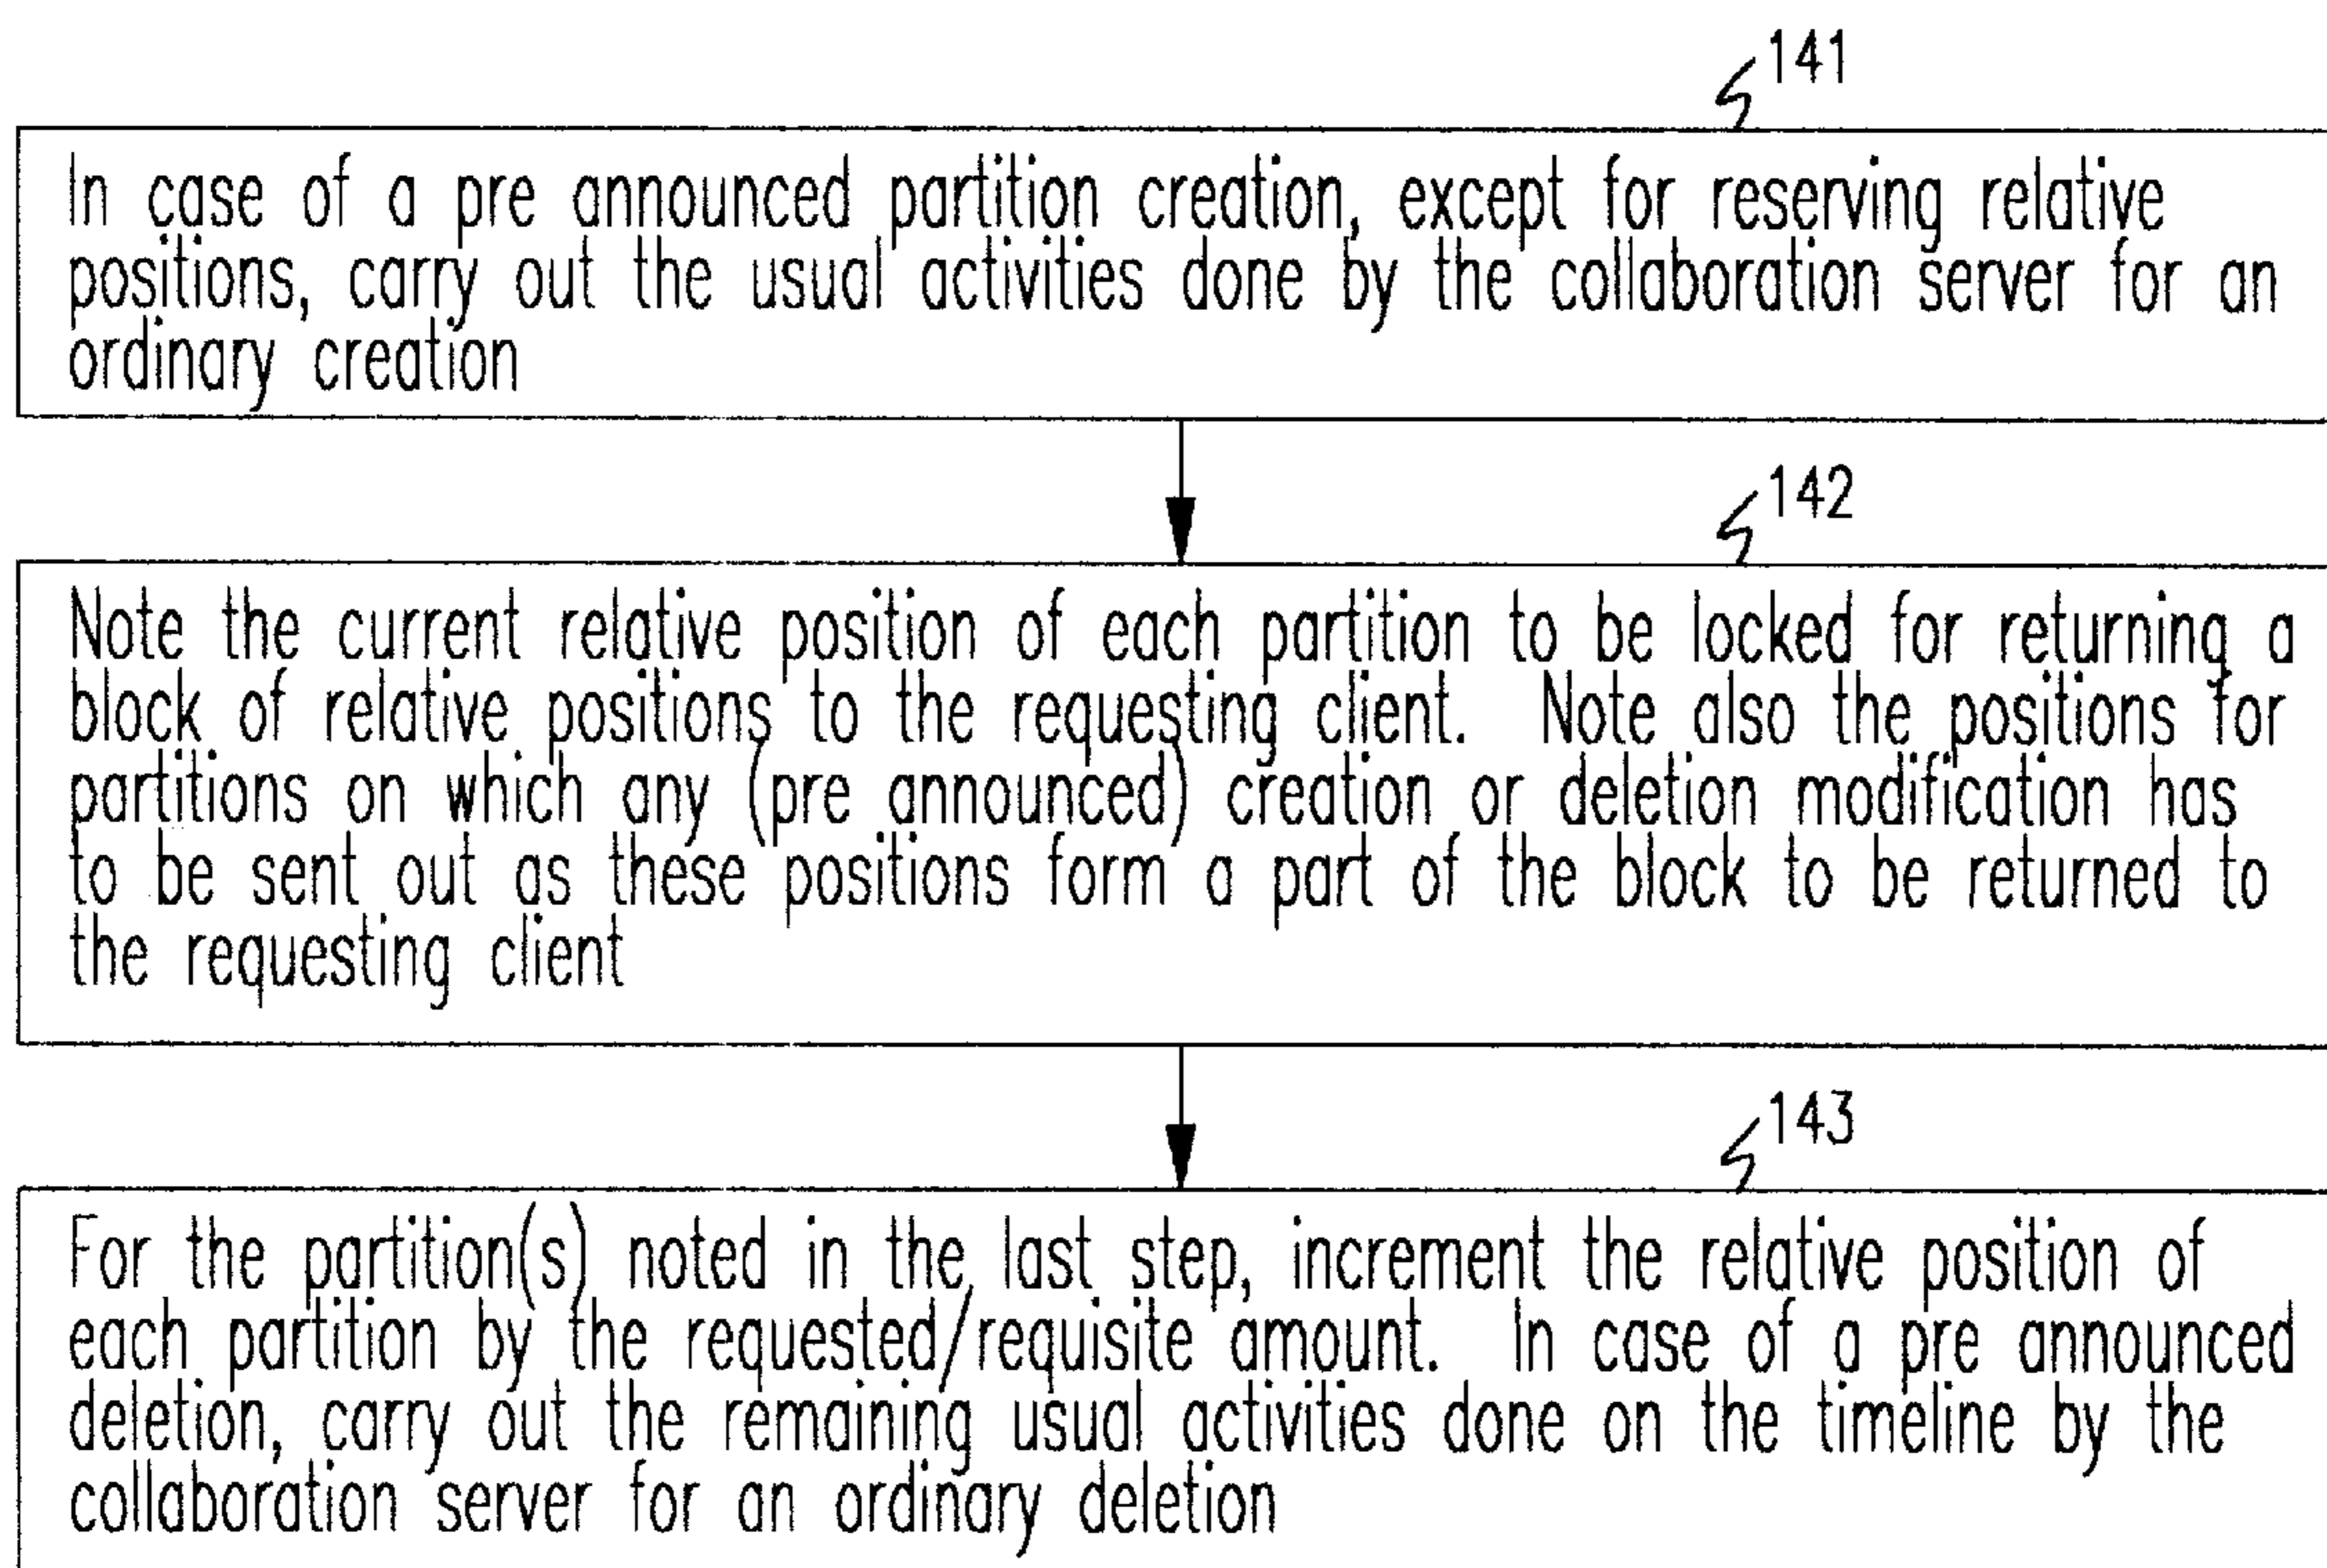 141
In case of a pre announced partition creation, except for reserving relative
positions, carry out the usual activities done by the collaboration server for an
ordinary creation
142
Note the current relative position of each partition to be locked for returning a
block of relative positions to the requesting client. Note also the positions for
partitions on which any (pre announced) creation or deletion modification has
to be sent out as these positions form a part of the block to be returned to
the requesting client
143
For the partition(s) noted in the last step, increment the relative position of
each partition by the requested/requisite amount. In case of a pre announced
deletion, carry out the remaining usual activities done on the timeline by the
collaboration server for an ordinary deletion